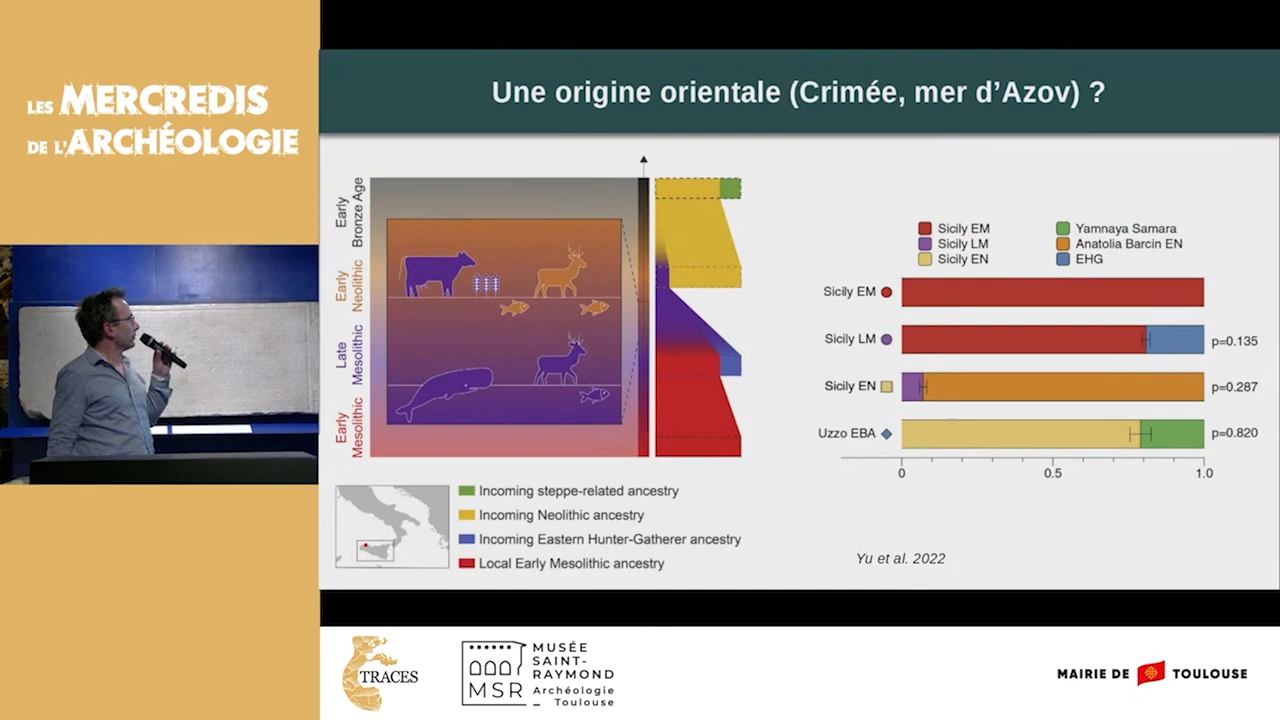 LES MERCREDIS
DE L'ARCHÉOLOGIE
Une origine orientale (Crimée, mer d'Azov) ?
Early
Bronze Age
Early
Neolithic
Late
Mesolithic
Early
Mesolithic
Incoming steppe-related ancestry
Incoming Neolithic ancestry
Incoming Eastern Hunter-Gatherer ancestry
Local Early Mesolithic ancestry
Sicily EM
Sicily LM
Sicily EN
Yamnaya Samara
Anatolia Barcin EN
EHG
Sicily EM
Sicily LM
p=0.135
Sicily EN
p=0.287
Uzzo EBA
p=0.820
0
0.5
1.0
Yu et al. 2022
TRACES
MSR
MUSÉE
SAINT-
RAYMOND
Archéologie
Toulouse
MAIRIE DE TOULOUSE